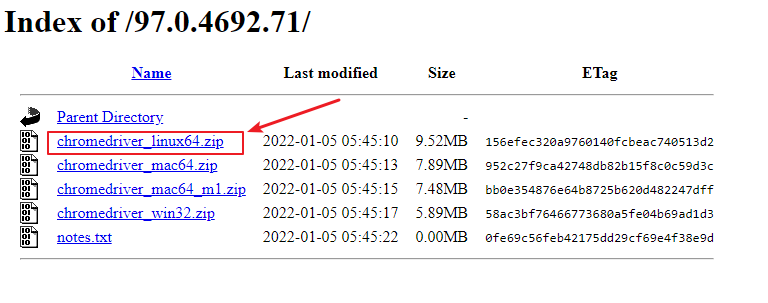 Index of /97.0.4692.71/
Name Last modified Size ETag
Parent Directory -
chromedriver_linux64.zip 2022-01-05 05:45:10 9.52MB 156efec320a9760140fcbeac740513d2
chromedriver_mac64.zip 2022-01-05 05:45:13 7.89MB 952c27f9ca42748db82b15f8c0c59d3c
chromedriver_mac64_m1.zip 2022-01-05 05:45:15 7.48MB bb0e354876e64b8725b620d482247dff
chromedriver_win32.zip 2022-01-05 05:45:17 5.89MB 58ac3bf76466773680a5fe04b69ad1d3
notes.txt 2022-01-05 05:45:22 0.00MB 0fe69c56feb42175dd29cf69e4f38e9d